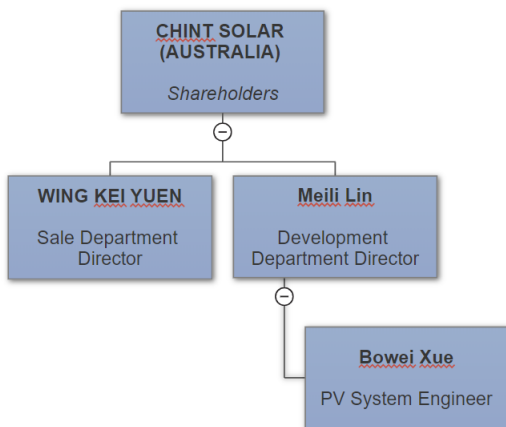 CHINT SOLAR
(AUSTRALIA)
Shareholders
WING KEI YUEN
Sale Department
Director
Meili Lin
Development
Department Director
Bowei Xue
PV System Engineer